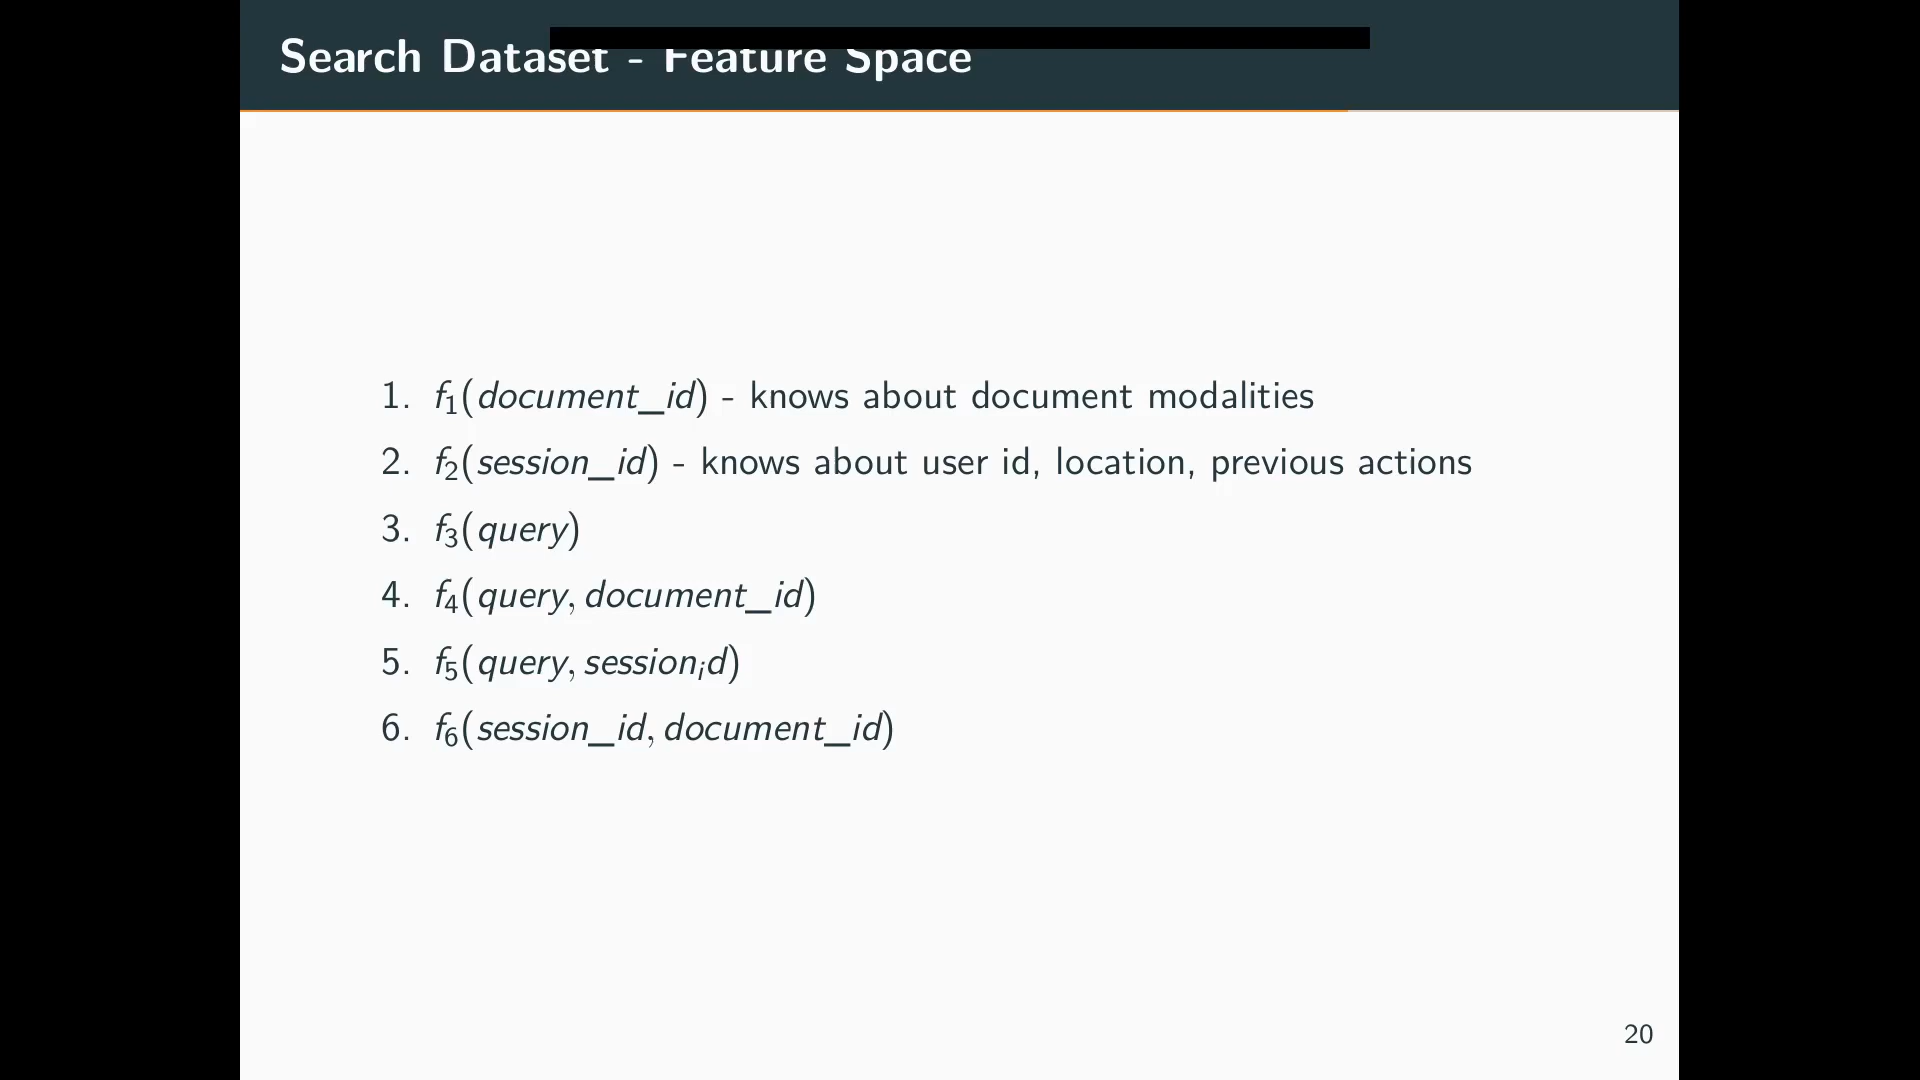 Search Dataset - Feature Space
1. f₁(document_id) - knows about document modalities
2. f₂(session_id) - knows about user id, location, previous actions
3. f₃(query)
4. f₄(query, document_id)
5. f₅(query, sessionᵢd)
6. f₆(session_id, document_id)
20